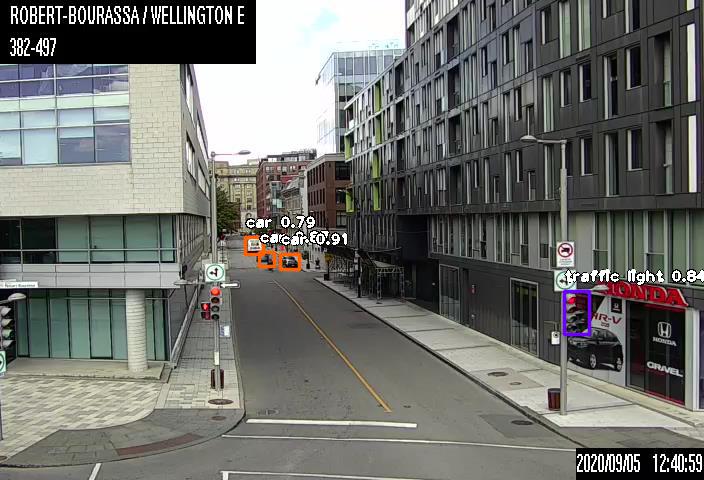 ROBERT-BOURASSA / WELLINGTON E
382-497
car 0.79
car 0.91
traffic light 0.84
HONDA
HR-V
HONDA
GRAVEL
2020/09/05 12:40:59